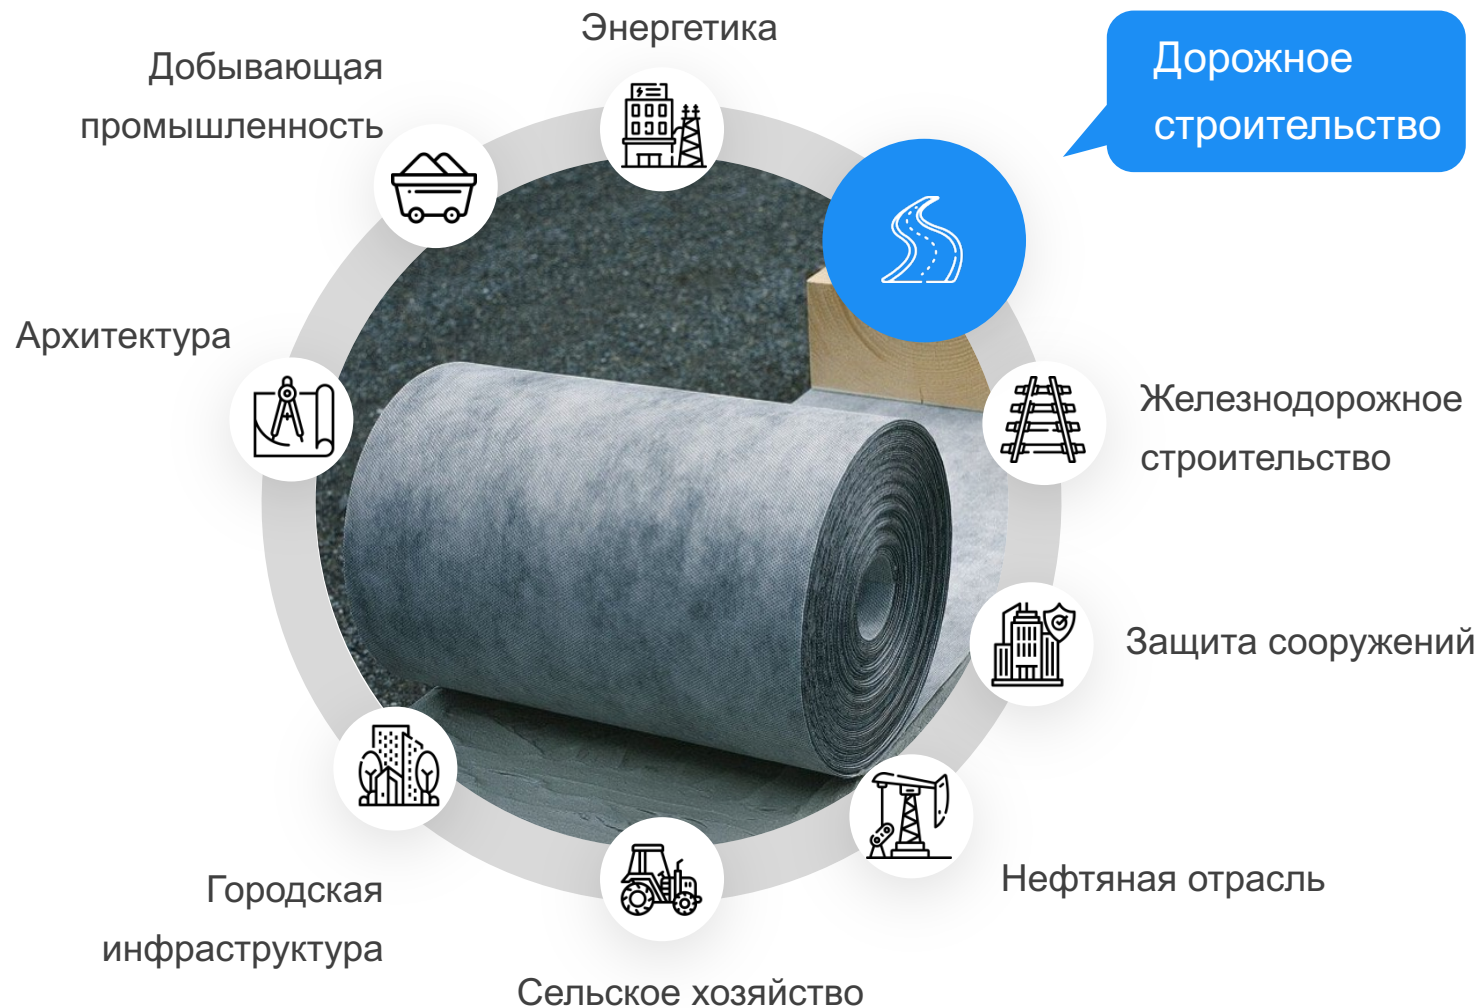 Энергетика
Дорожное
строительство
Добывающая
промышленность
Архитектура
Железнодорожное
строительство
Защита сооружений
Нефтяная отрасль
Городская
инфраструктура
Сельское хозяйство